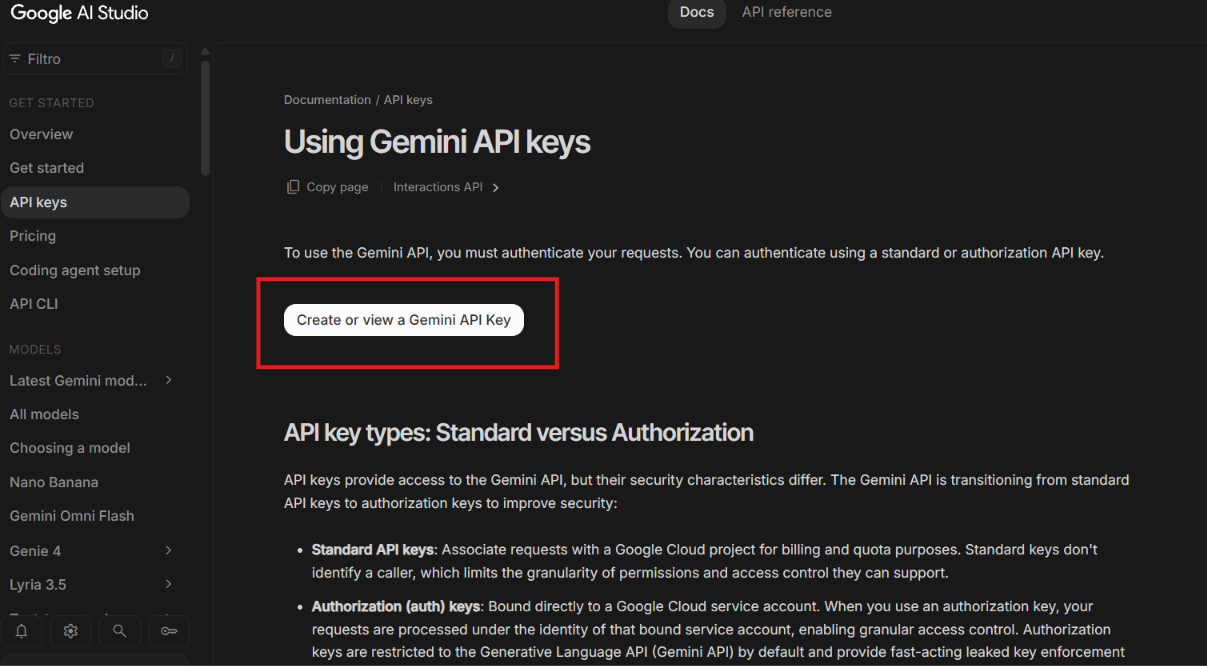 Google AI Studio
Docs
API reference
Filtro
/
GET STARTED
Overview
Get started
API keys
Pricing
Coding agent setup
API CLI
MODELS
Latest Gemini mod...
All models
Choosing a model
Nano Banana
Gemini Omni Flash
Genie 4
Lyria 3.5
Documentation / API keys
Using Gemini API keys
Copy page
Interactions API
To use the Gemini API, you must authenticate your requests. You can authenticate using a standard or authorization API key.
Create or view a Gemini API Key
API key types: Standard versus Authorization
API keys provide access to the Gemini API, but their security characteristics differ. The Gemini API is transitioning from standard
API keys to authorization keys to improve security:
• Standard API keys: Associate requests with a Google Cloud project for billing and quota purposes. Standard keys don't
identify a caller, which limits the granularity of permissions and access control they can support.
• Authorization (auth) keys: Bound directly to a Google Cloud service account. When you use an authorization key, your
requests are processed under the identity of that bound service account, enabling granular access control. Authorization
keys are restricted to the Generative Language API (Gemini API) by default and provide fast-acting leaked key enforcement